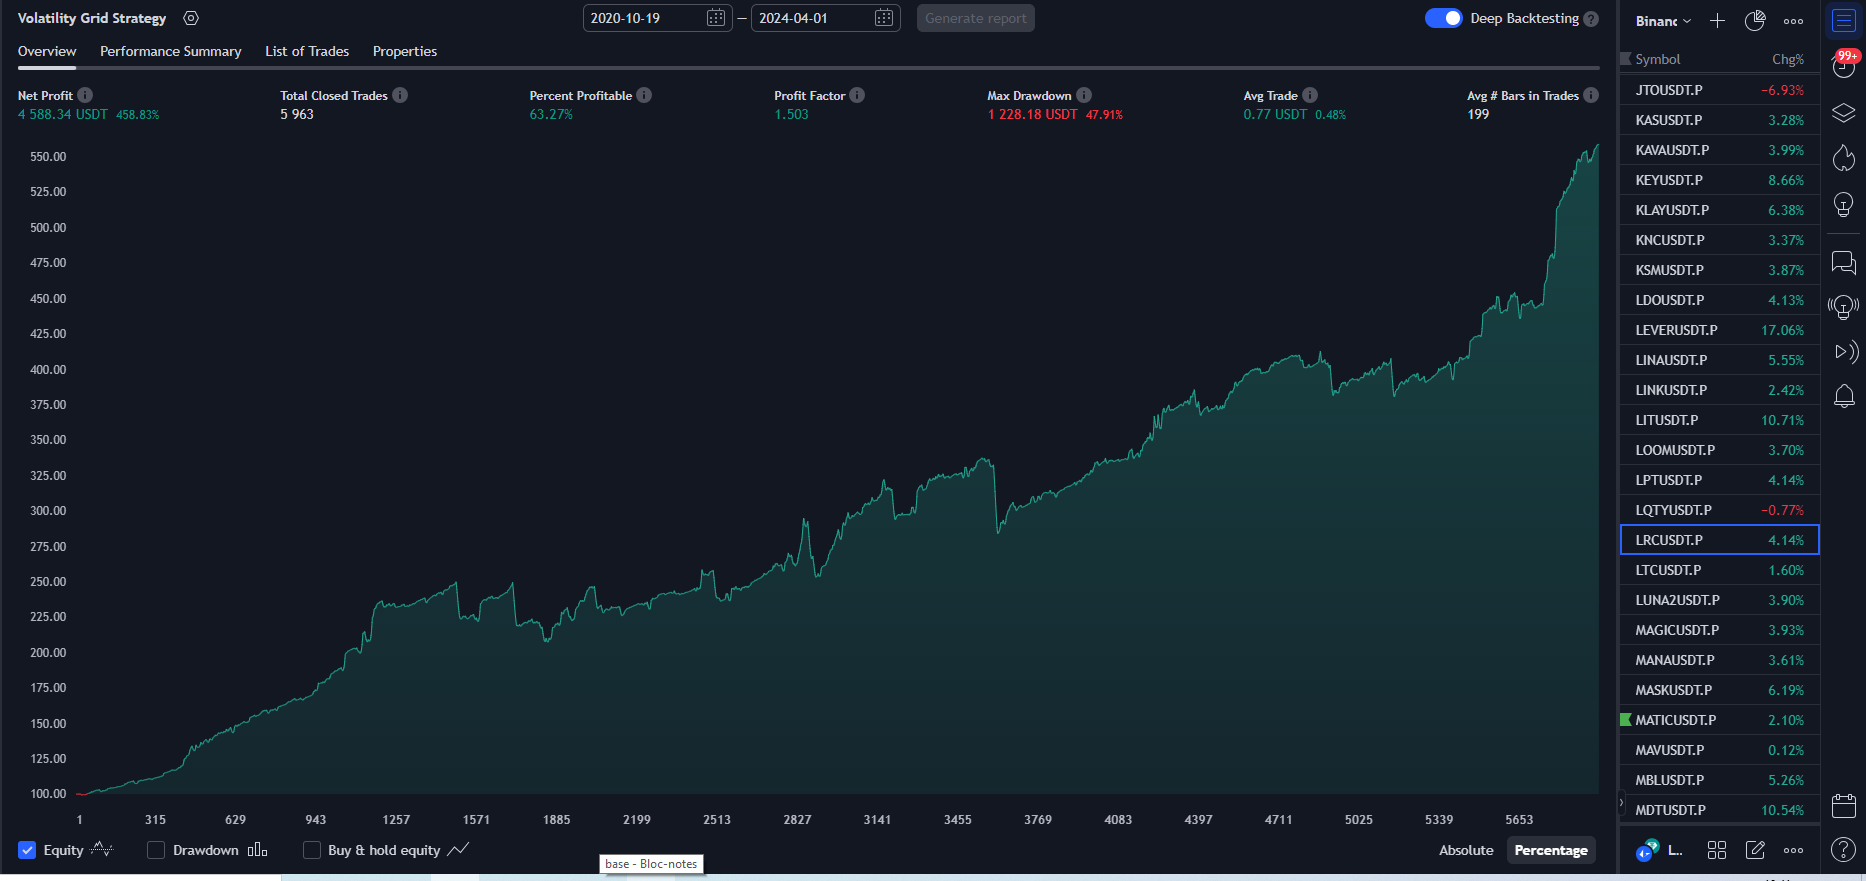 Volatility Grid Strategy
2020-10-19 — 2024-04-01 Generate report
Deep Backtesting ?
Overview Performance Summary List of Trades Properties
Net Profit Total Closed Trades Percent Profitable Profit Factor Max Drawdown Avg Trade Avg # Bars in Trades
4 588.34 USDT 458.83% 5 963 63.27% 1.503 1 228.18 USDT 47.91% 0.77 USDT 0.48% 199
550.00
525.00
500.00
475.00
450.00
425.00
400.00
375.00
350.00
325.00
300.00
275.00
250.00
225.00
200.00
175.00
150.00
125.00
100.00
1 315 629 943 1257 1571 1885 2199 2513 2827 3141 3455 3769 4083 4397 4711 5025 5339 5653
Equity Drawdown Buy & hold equity Absolute Percentage
base - Bloc-notes
Binanc
99+
Symbol Chg%
JTOUSDT.P −6.93%
KASUSDT.P 3.28%
KAVAUSDT.P 3.99%
KEYUSDT.P 8.66%
KLAYUSDT.P 6.38%
KNCUSDT.P 3.37%
KSMUSDT.P 3.87%
LDOUSDT.P 4.13%
LEVERUSDT.P 17.06%
LINAUSDT.P 5.55%
LINKUSDT.P 2.42%
LITUSDT.P 10.71%
LOOMUSDT.P 3.70%
LPTUSDT.P 4.14%
LQTYUSDT.P −0.77%
LRCUSDT.P 4.14%
LTCUSDT.P 1.60%
LUNA2USDT.P 3.90%
MAGICUSDT.P 3.93%
MANAUSDT.P 3.61%
MASKUSDT.P 6.19%
MATICUSDT.P 2.10%
MAVUSDT.P 0.12%
MBLUSDT.P 5.26%
MDTUSDT.P 10.54%
L..
?